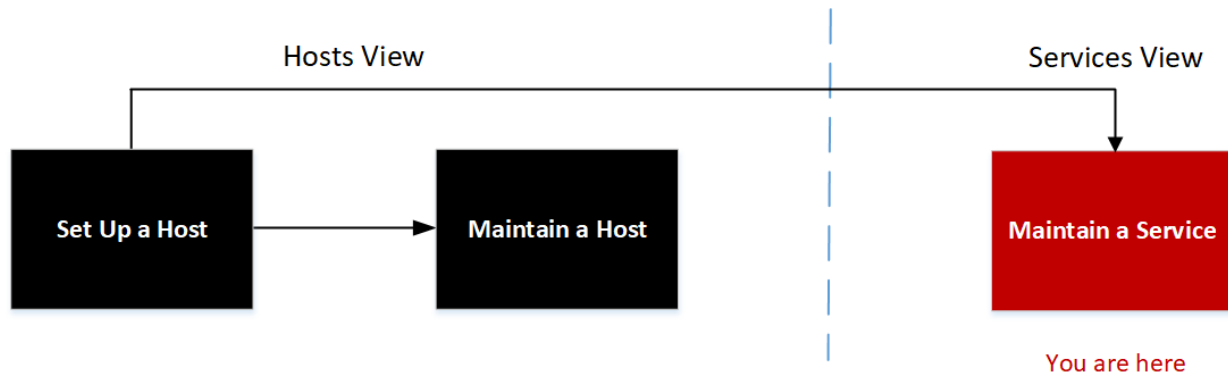 Hosts View
Services View
Set Up a Host
Maintain a Host
Maintain a Service
You are here